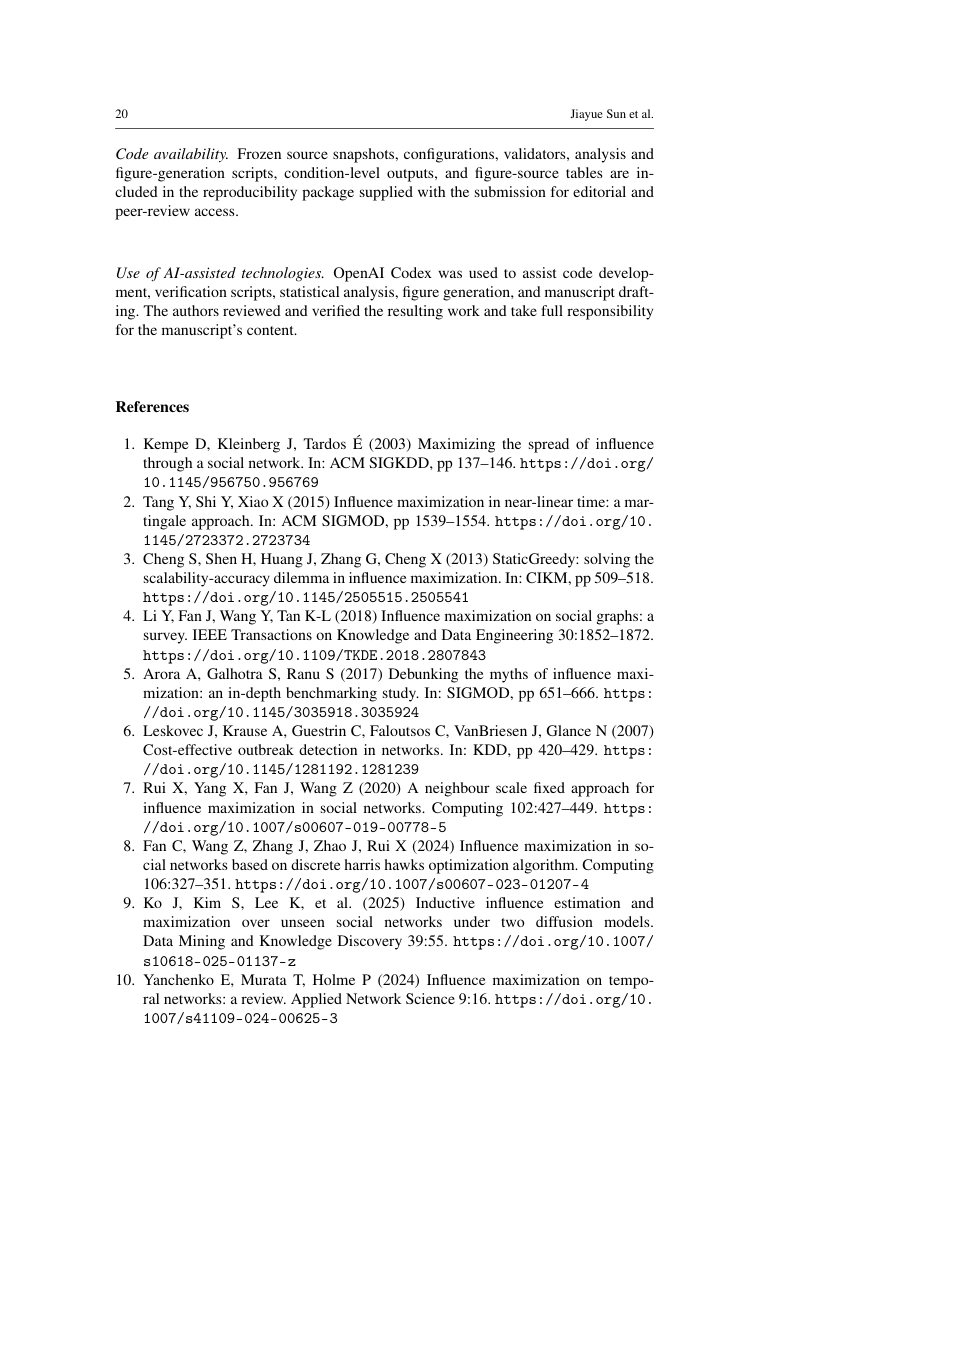 20
Jiayue Sun et al.
Code availability. Frozen source snapshots, configurations, validators, analysis and
figure-generation scripts, condition-level outputs, and figure-source tables are in-
cluded in the reproducibility package supplied with the submission for editorial and
peer-review access.
Use of AI-assisted technologies. OpenAI Codex was used to assist code develop-
ment, verification scripts, statistical analysis, figure generation, and manuscript draft-
ing. The authors reviewed and verified the resulting work and take full responsibility
for the manuscript's content.
References
1. Kempe D, Kleinberg J, Tardos É (2003) Maximizing the spread of influence
through a social network. In: ACM SIGKDD, pp 137–146. https://doi.org/
10.1145/956750.956769
2. Tang Y, Shi Y, Xiao X (2015) Influence maximization in near-linear time: a mar-
tingale approach. In: ACM SIGMOD, pp 1539–1554. https://doi.org/10.
1145/2723372.2723734
3. Cheng S, Shen H, Huang J, Zhang G, Cheng X (2013) StaticGreedy: solving the
scalability-accuracy dilemma in influence maximization. In: CIKM, pp 509–518.
https://doi.org/10.1145/2505515.2505541
4. Li Y, Fan J, Wang Y, Tan K-L (2018) Influence maximization on social graphs: a
survey. IEEE Transactions on Knowledge and Data Engineering 30:1852–1872.
https://doi.org/10.1109/TKDE.2018.2807843
5. Arora A, Galhotra S, Ranu S (2017) Debunking the myths of influence maxi-
mization: an in-depth benchmarking study. In: SIGMOD, pp 651–666. https:
//doi.org/10.1145/3035918.3035924
6. Leskovec J, Krause A, Guestrin C, Faloutsos C, VanBriesen J, Glance N (2007)
Cost-effective outbreak detection in networks. In: KDD, pp 420–429. https:
//doi.org/10.1145/1281192.1281239
7. Rui X, Yang X, Fan J, Wang Z (2020) A neighbour scale fixed approach for
influence maximization in social networks. Computing 102:427–449. https:
//doi.org/10.1007/s00607-019-00778-5
8. Fan C, Wang Z, Zhang J, Zhao J, Rui X (2024) Influence maximization in so-
cial networks based on discrete harris hawks optimization algorithm. Computing
106:327–351. https://doi.org/10.1007/s00607-023-01207-4
9. Ko J, Kim S, Lee K, et al. (2025) Inductive influence estimation and
maximization over unseen social networks under two diffusion models.
Data Mining and Knowledge Discovery 39:55. https://doi.org/10.1007/
s10618-025-01137-z
10. Yanchenko E, Murata T, Holme P (2024) Influence maximization on tempo-
ral networks: a review. Applied Network Science 9:16. https://doi.org/10.
1007/s41109-024-00625-3